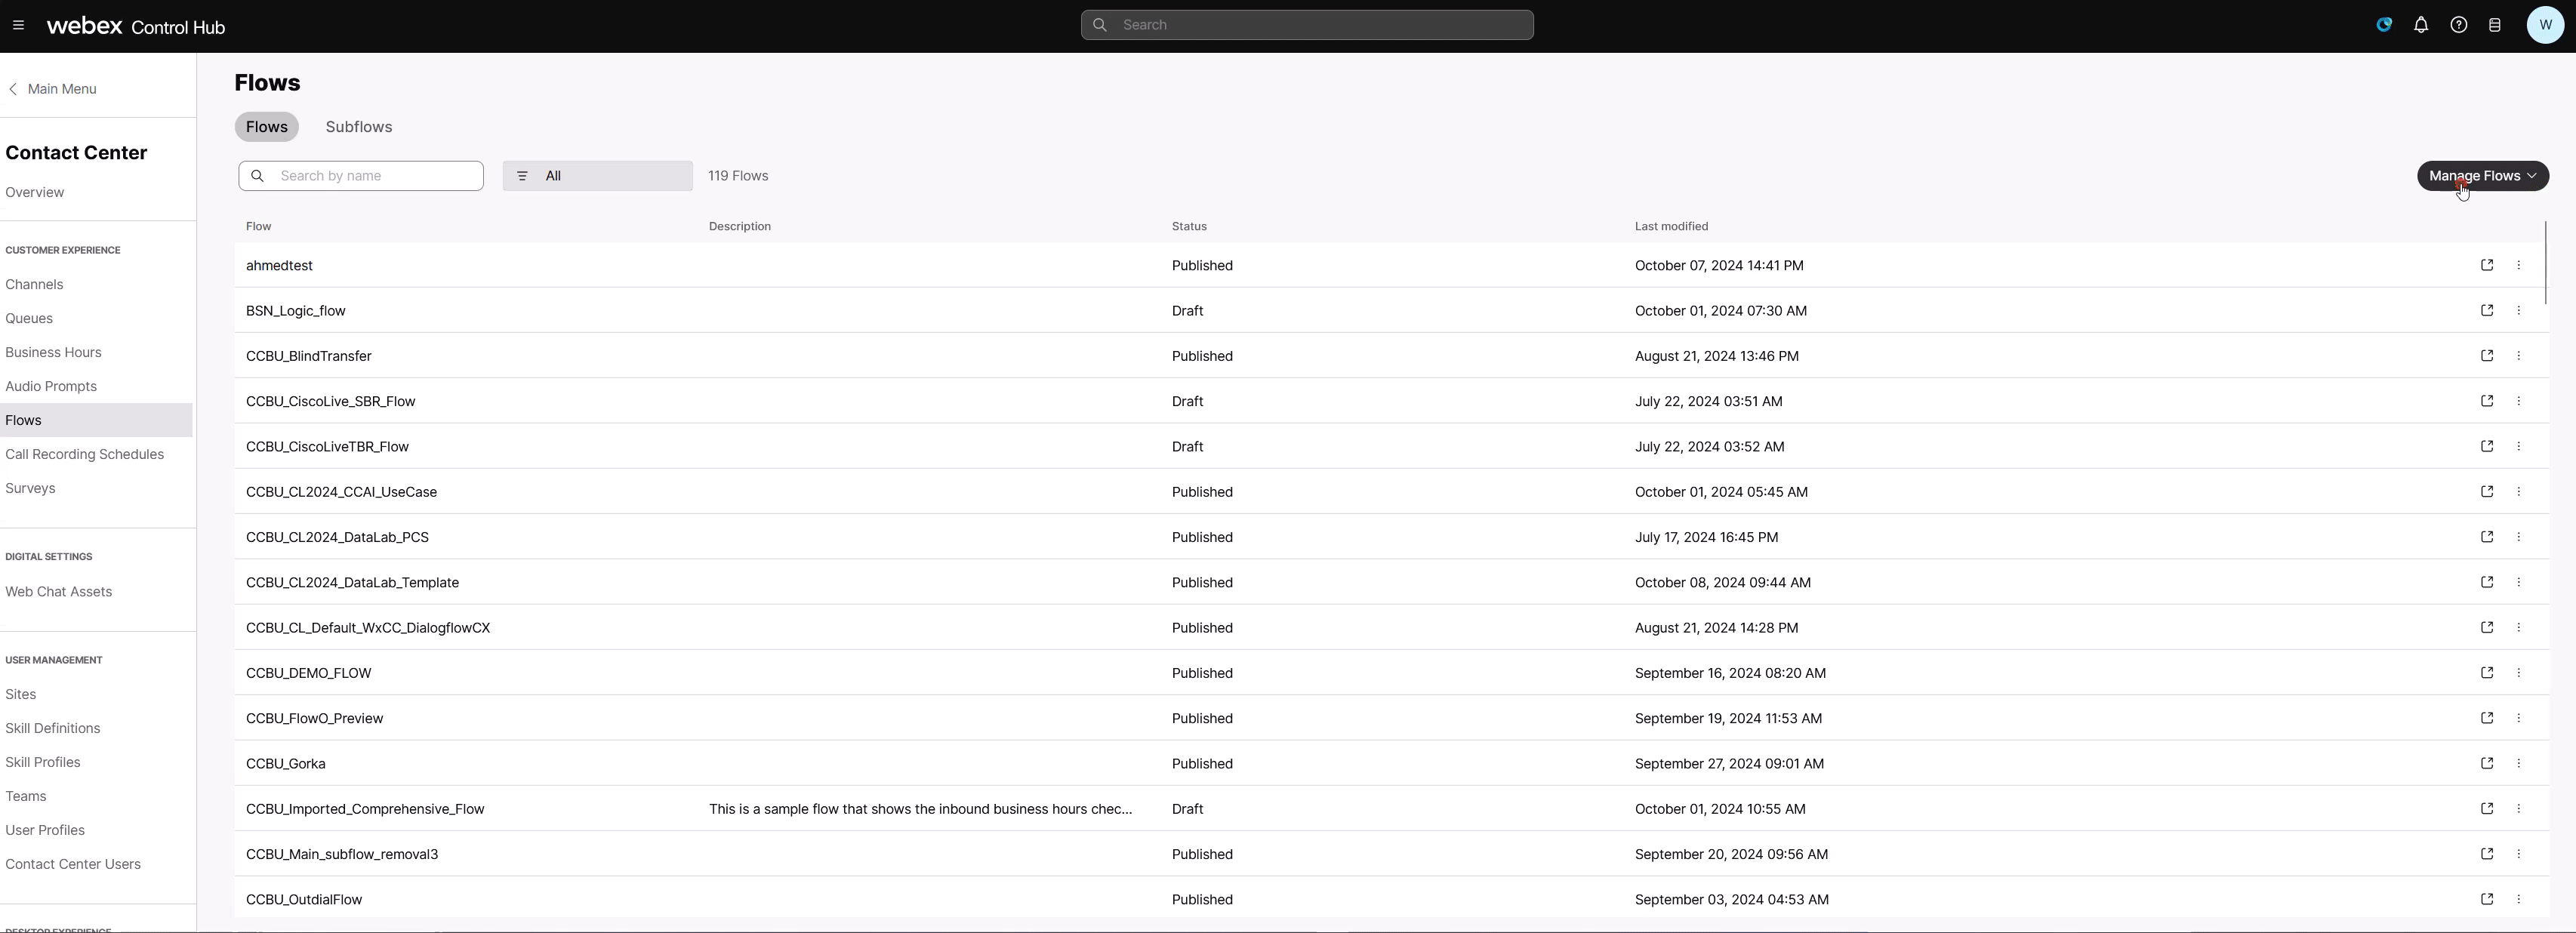 webex Control Hub
Search
W
Main Menu
Contact Center
Overview
CUSTOMER EXPERIENCE
Channels
Queues
Business Hours
Audio Prompts
Flows
Call Recording Schedules
Surveys
DIGITAL SETTINGS
Web Chat Assets
USER MANAGEMENT
Sites
Skill Definitions
Skill Profiles
Teams
User Profiles
Contact Center Users
DESKTOP EXPERIENCE
Flows
Flows Subflows
Search by name All 119 Flows Manage Flows
Flow Description Status Last modified
ahmedtest Published October 07, 2024 14:41 PM
BSN_Logic_flow Draft October 01, 2024 07:30 AM
CCBU_BlindTransfer Published August 21, 2024 13:46 PM
CCBU_CiscoLive_SBR_Flow Draft July 22, 2024 03:51 AM
CCBU_CiscoLiveTBR_Flow Draft July 22, 2024 03:52 AM
CCBU_CL2024_CCAI_UseCase Published October 01, 2024 05:45 AM
CCBU_CL2024_DataLab_PCS Published July 17, 2024 16:45 PM
CCBU_CL2024_DataLab_Template Published October 08, 2024 09:44 AM
CCBU_CL_Default_WxCC_DialogflowCX Published August 21, 2024 14:28 PM
CCBU_DEMO_FLOW Published September 16, 2024 08:20 AM
CCBU_FlowO_Preview Published September 19, 2024 11:53 AM
CCBU_Gorka Published September 27, 2024 09:01 AM
CCBU_Imported_Comprehensive_Flow This is a sample flow that shows the inbound business hours chec... Draft October 01, 2024 10:55 AM
CCBU_Main_subflow_removal3 Published September 20, 2024 09:56 AM
CCBU_OutdialFlow Published September 03, 2024 04:53 AM